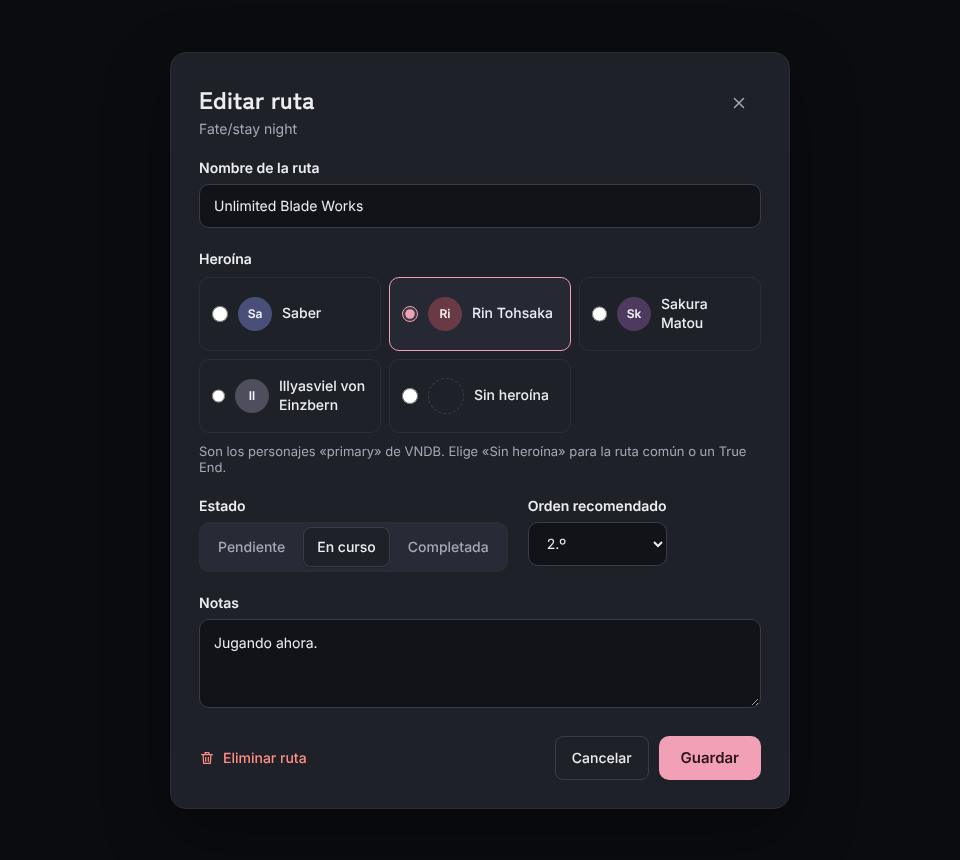 Editar ruta
Fate/stay night
Nombre de la ruta
Unlimited Blade Works
Heroína
Sa Saber
Ri Rin Tohsaka
Sk Sakura
Matou
Il Illyasviel von
Einzbern
Sin heroína
Son los personajes «primary» de VNDB. Elige «Sin heroína» para la ruta común o un True
End.
Estado
Orden recomendado
Pendiente En curso Completada
2.º
Notas
Jugando ahora.
Eliminar ruta
Cancelar
Guardar